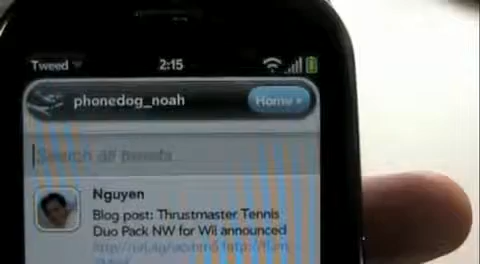 Tweed 2:15
phonedog_noah Home
Search all tweets...
Nguyen
Blog post: Thrustmaster Tennis
Duo Pack NW for Wii announced